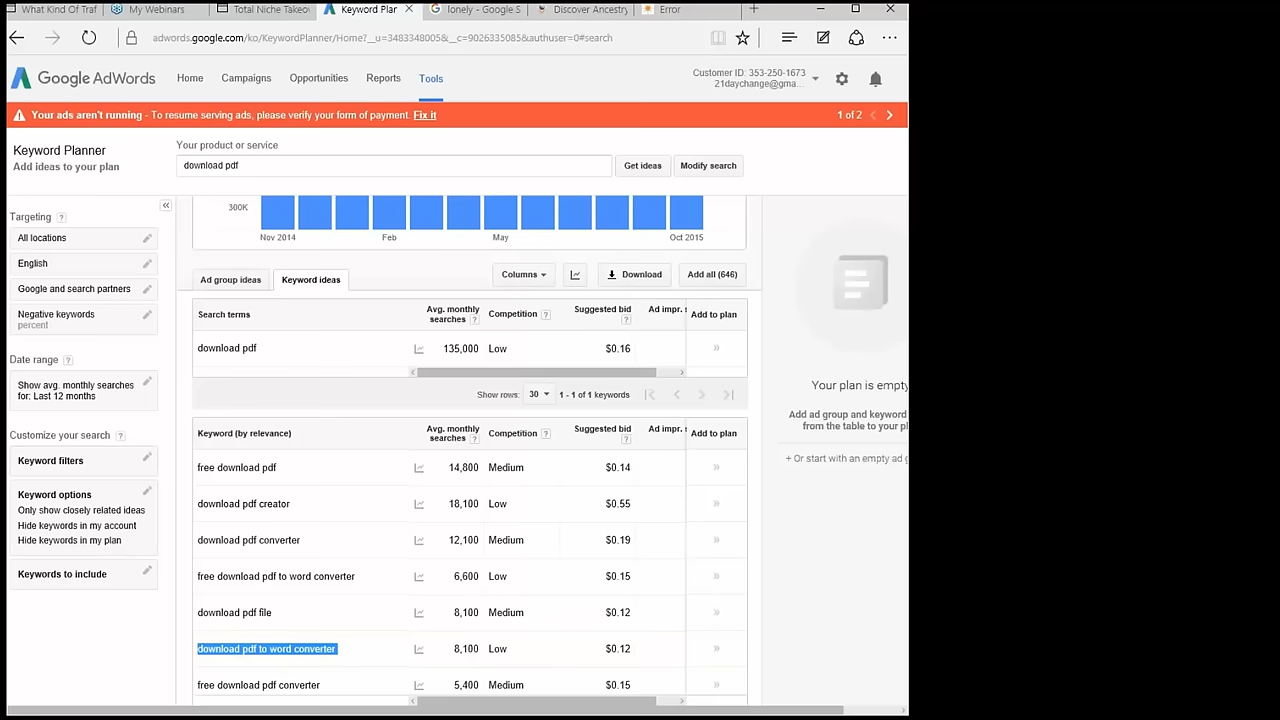 What Kind Of Traf
My Webinars
Total Niche Takeo
Keyword Plar
lonely - Google S
Discover Ancestry
Error
adwords.google.com/ko/KeywordPlanner/Home?__u=3483348005&__c=9026335085&authuser=0#search
Google AdWords
Home
Campaigns
Opportunities
Reports
Tools
Customer ID: 353-250-1673
21daychange@gma...
Your ads aren't running - To resume serving ads, please verify your form of payment. Fix it
1 of 2
Keyword Planner
Add ideas to your plan
Your product or service
download pdf
Get ideas
Modify search
Targeting ?
All locations
English
Google and search partners
Negative keywords
percent
Date range ?
Show avg. monthly searches
for: Last 12 months
Customize your search ?
Keyword filters
Keyword options
Only show closely related ideas
Hide keywords in my account
Hide keywords in my plan
Keywords to include
300K
Nov 2014
Feb
May
Oct 2015
Ad group ideas
Keyword ideas
Columns
Download
Add all (646)
Search terms
Avg. monthly
searches ?
Competition ?
Suggested bid
?
Ad impr. s
Add to plan
download pdf 135,000 Low $0.16 »
Show rows: 30 1 - 1 of 1 keywords
Keyword (by relevance)
Avg. monthly
searches ?
Competition ?
Suggested bid
?
Ad impr. s
Add to plan
free download pdf 14,800 Medium $0.14 »
download pdf creator 18,100 Low $0.55 »
download pdf converter 12,100 Medium $0.19 »
free download pdf to word converter 6,600 Low $0.15 »
download pdf file 8,100 Medium $0.12 »
download pdf to word converter 8,100 Low $0.12 »
free download pdf converter 5,400 Medium $0.15 »
Your plan is empty
Add ad group and keyword
from the table to your pl
+ Or start with an empty ad g